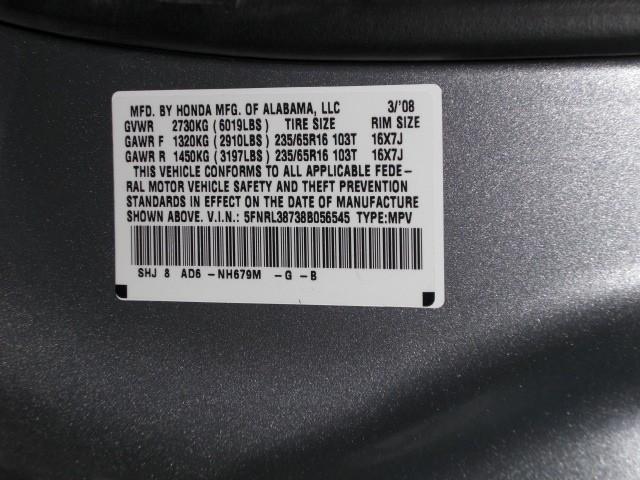 MFD. BY HONDA MFG. OF ALABAMA, LLC 3/'08
GVWR 2730KG (6019LBS) TIRE SIZE RIM SIZE
GAWR F 1320KG (2910LBS) 235/65R16 103T 16X7J
GAWR R 1450KG (3197LBS) 235/65R16 103T 16X7J
THIS VEHICLE CONFORMS TO ALL APPLICABLE FEDE-
RAL MOTOR VEHICLE SAFETY AND THEFT PREVENTION
STANDARDS IN EFFECT ON THE DATE OF MANUFACTURE
SHOWN ABOVE. V.I.N.: 5FNRL38738B056545 TYPE:MPV
SHJ 8 AD6 -NH679M -G -B